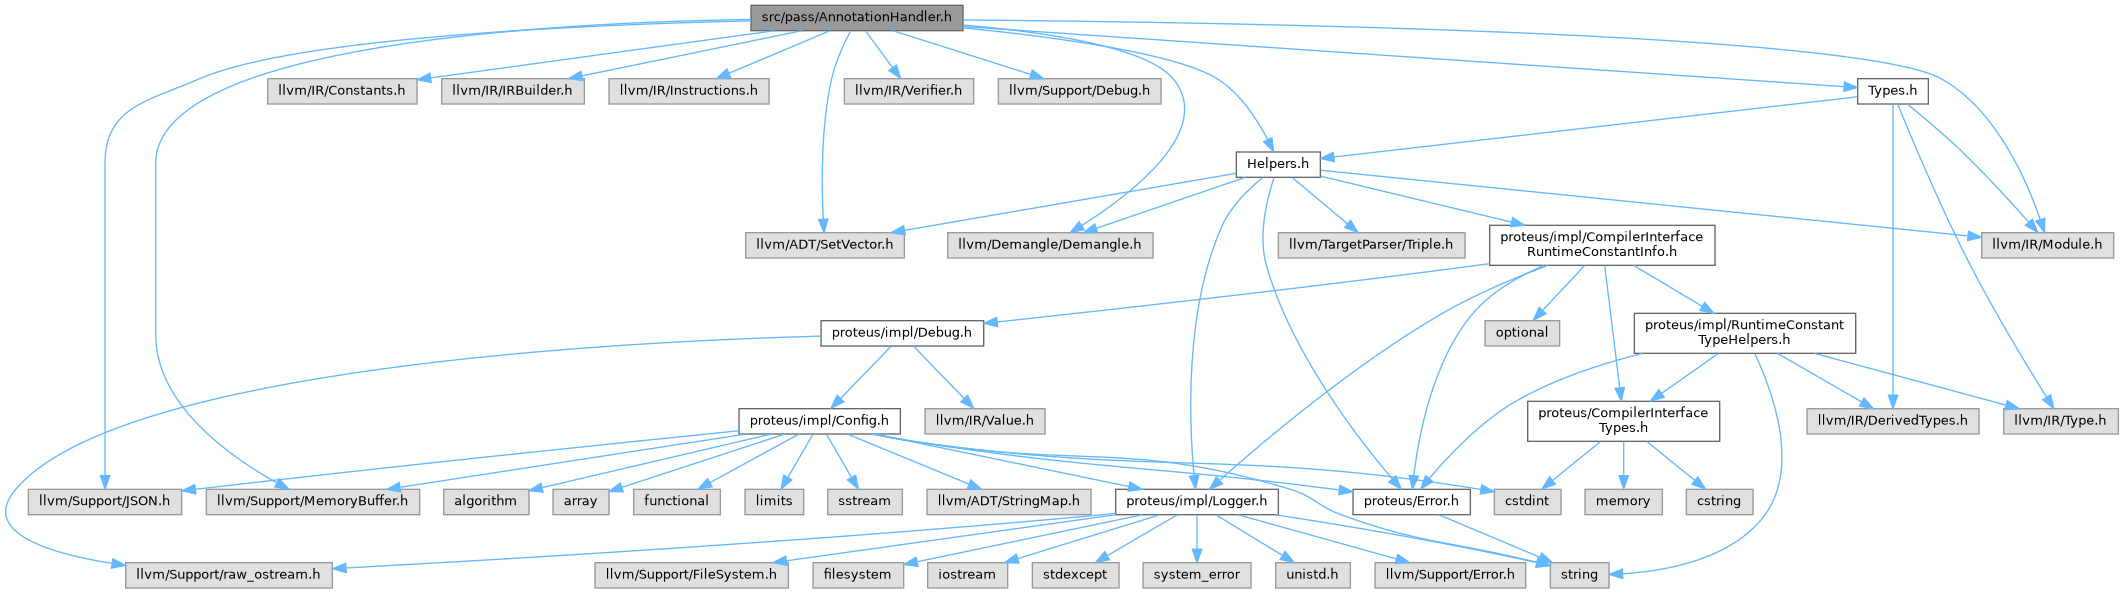 src/pass/AnnotationHandler.h
llvm/IR/Constants.h
llvm/IR/IRBuilder.h
llvm/IR/Instructions.h
llvm/IR/Verifier.h
llvm/Support/Debug.h
Types.h
Helpers.h
llvm/ADT/SetVector.h
llvm/Demangle/Demangle.h
llvm/TargetParser/Triple.h
proteus/impl/CompilerInterface
RuntimeConstantInfo.h
llvm/IR/Module.h
proteus/impl/Debug.h
optional
proteus/impl/RuntimeConstant
TypeHelpers.h
proteus/impl/Config.h
llvm/IR/Value.h
proteus/CompilerInterface
Types.h
llvm/IR/DerivedTypes.h
llvm/IR/Type.h
llvm/Support/JSON.h
llvm/Support/MemoryBuffer.h
algorithm
array
functional
limits
sstream
llvm/ADT/StringMap.h
proteus/impl/Logger.h
proteus/Error.h
cstdint
memory
cstring
llvm/Support/raw_ostream.h
llvm/Support/FileSystem.h
filesystem
iostream
stdexcept
system_error
unistd.h
llvm/Support/Error.h
string